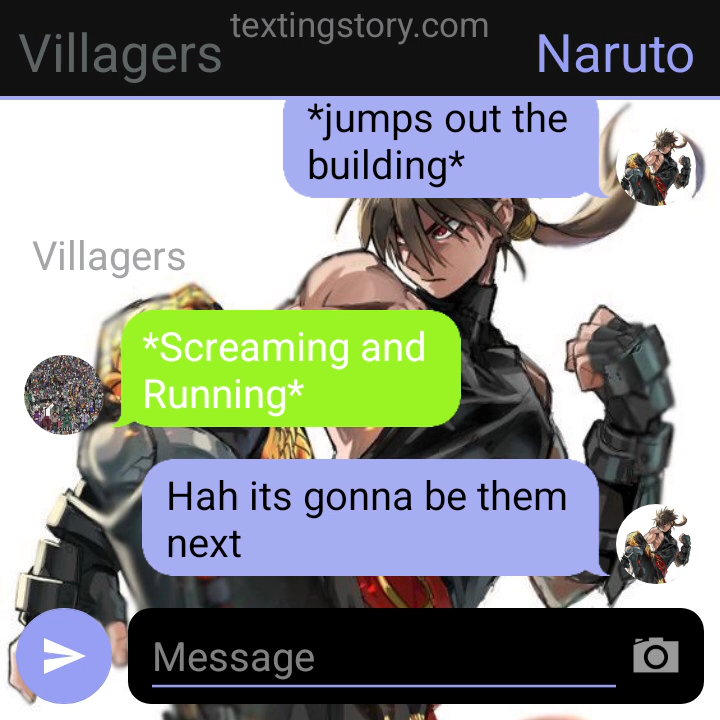 textingstory.com
Villagers
Naruto
*jumps out the
building*
Villagers
*Screaming and
Running*
Hah its gonna be them
next
Message